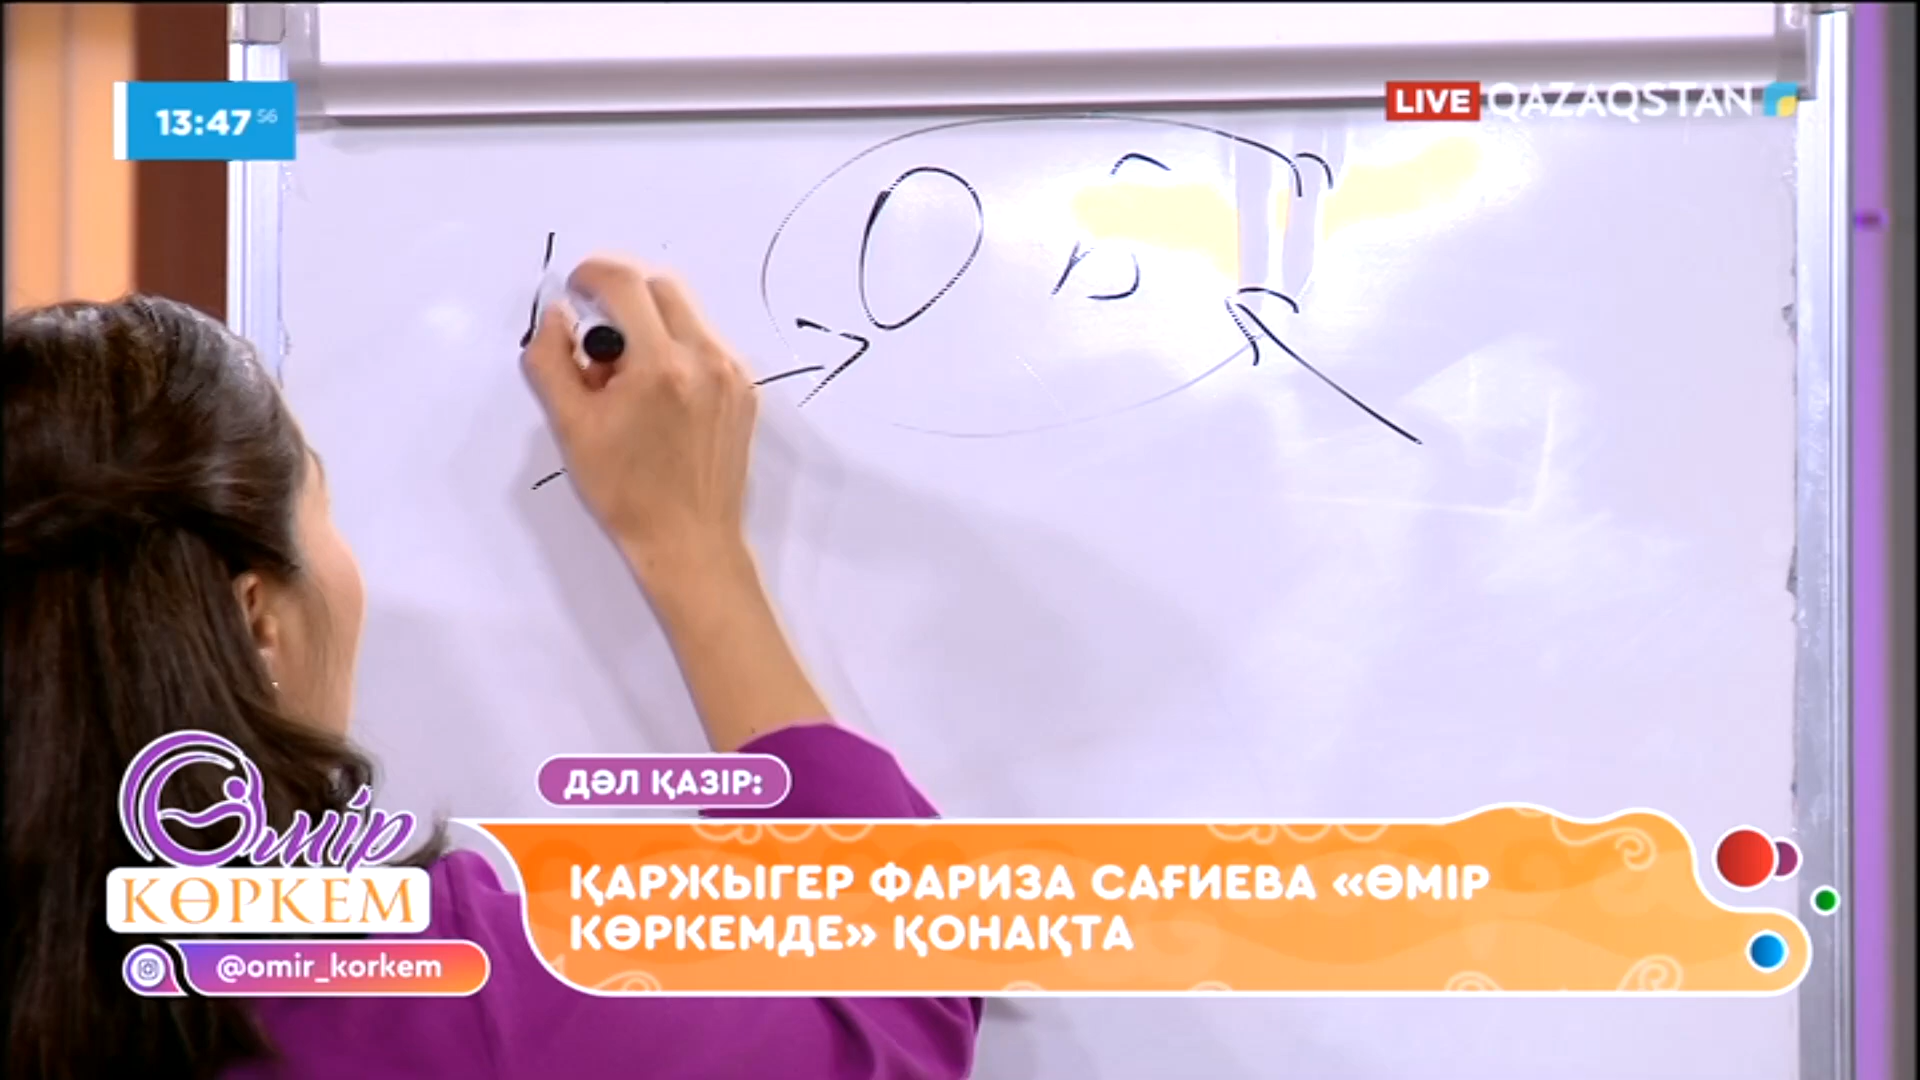 13:47 56
LIVE QAZAQSTAN
ДӘЛ ҚАЗІР:
Өмір
КӨРКЕМ
ҚАРЖЫГЕР ФАРИЗА САҒИЕВА «ӨМІР
КӨРКЕМДЕ» ҚОНАҚТА
@omir_korkem